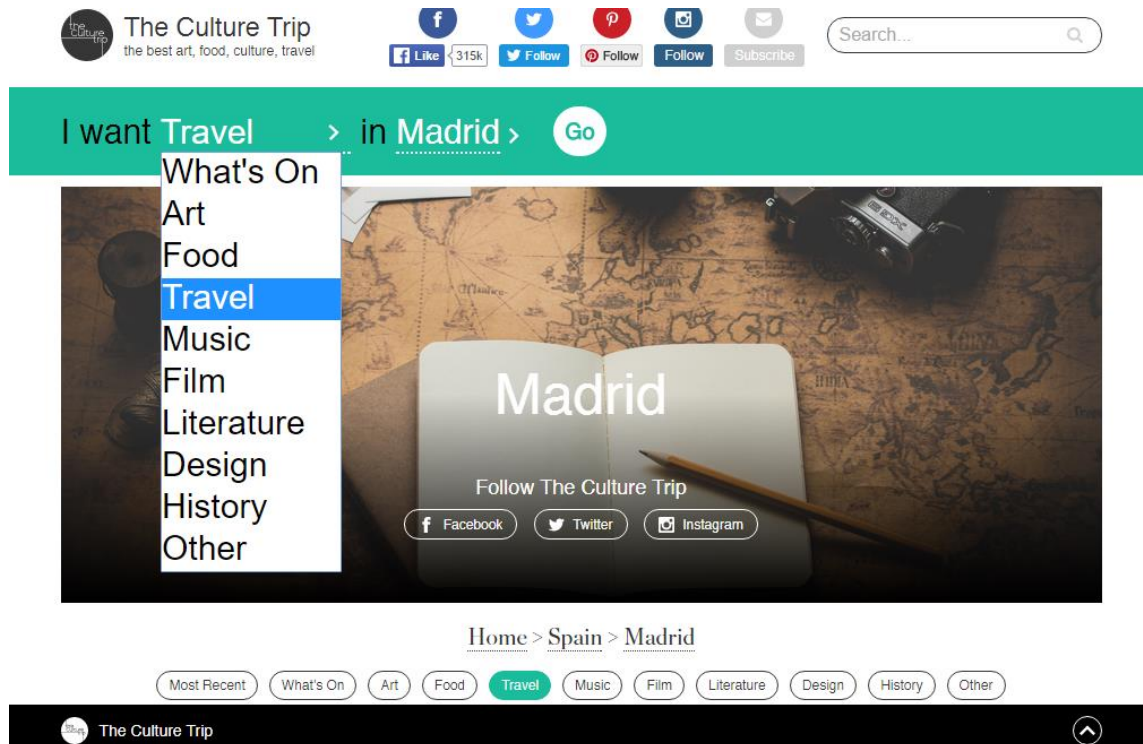 The Culture Trip
the best art, food, culture, travel
the culture trip
f Like 315k
Follow
Follow
Follow
Subscribe
Search...
I want Travel > in Madrid > Go
What's On
Art
Food
Travel
Music
Film
Literature
Design
History
Other
Madrid
Follow The Culture Trip
Facebook
Twitter
Instagram
Home > Spain > Madrid
Most Recent What's On Art Food Travel Music Film Literature Design History Other
The Culture Trip